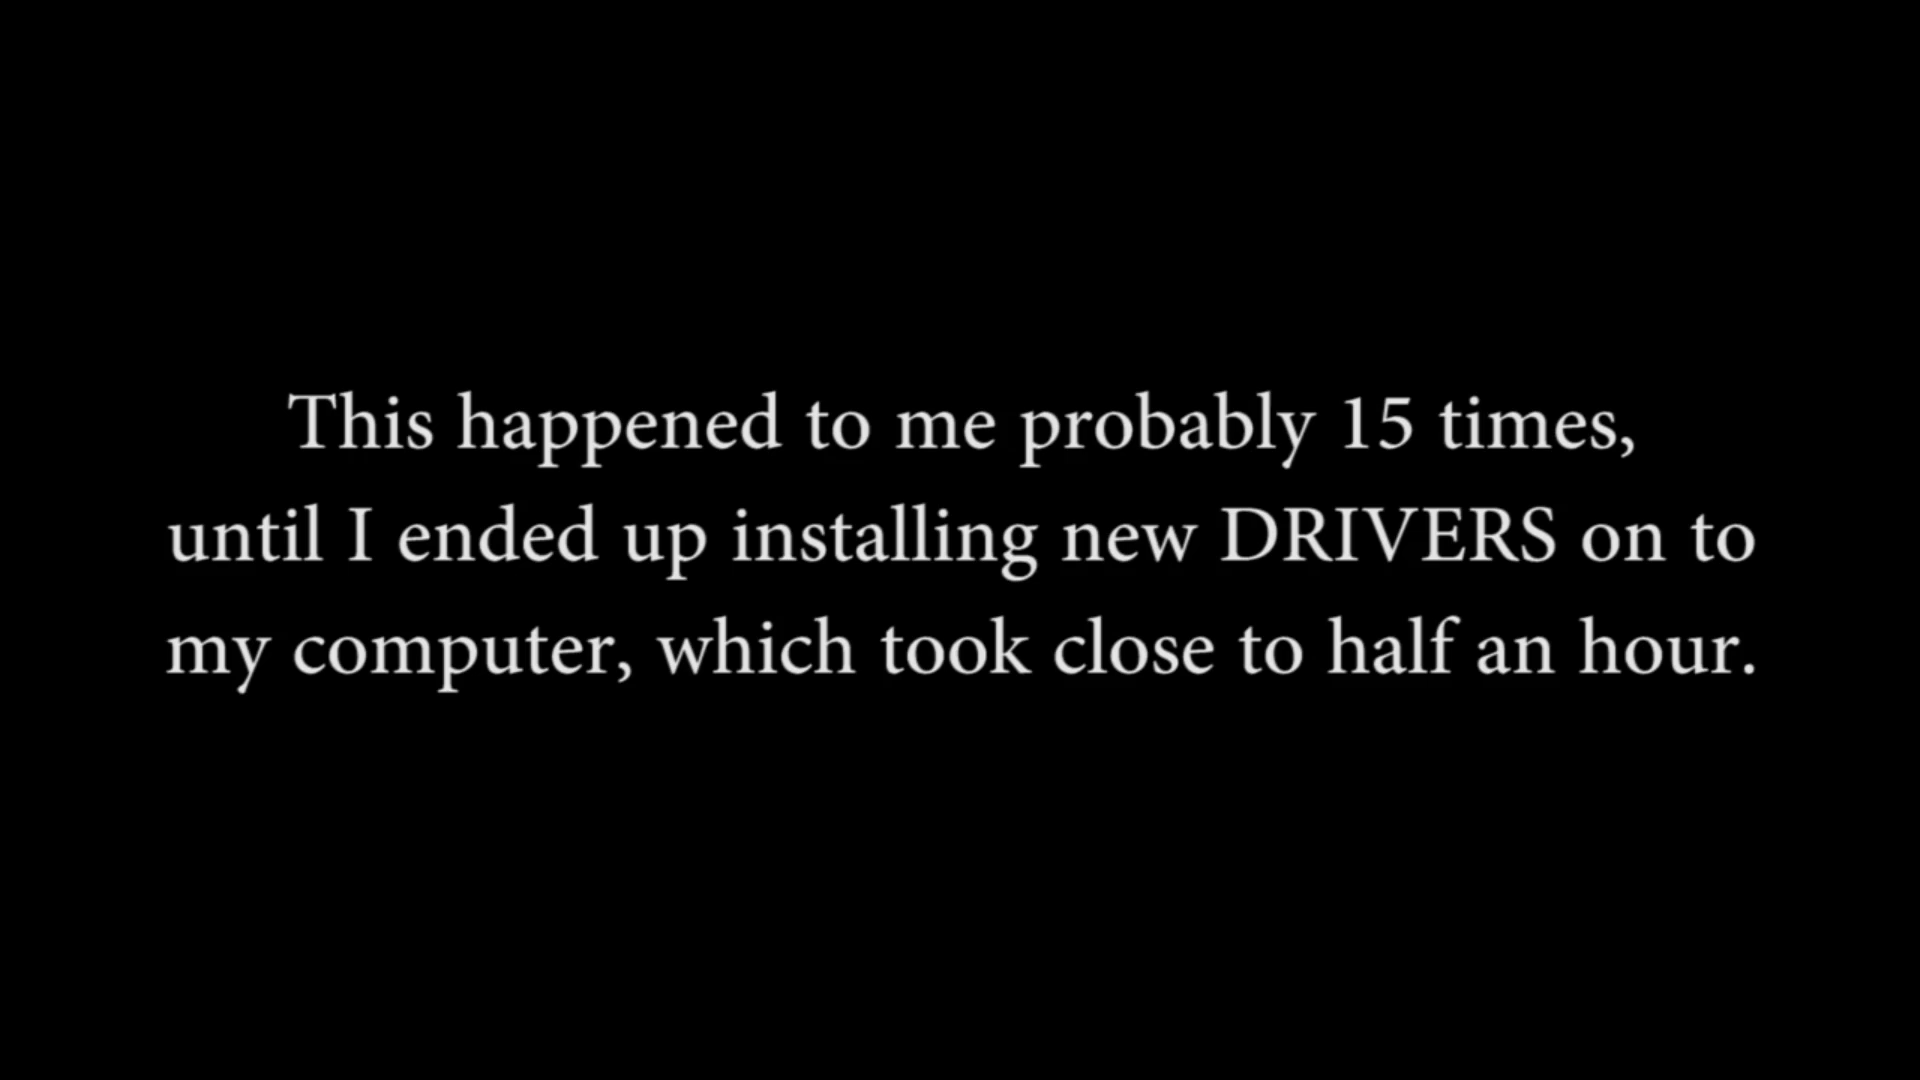 This happened to me probably 15 times,
until I ended up installing new DRIVERS on to
my computer, which took close to half an hour.